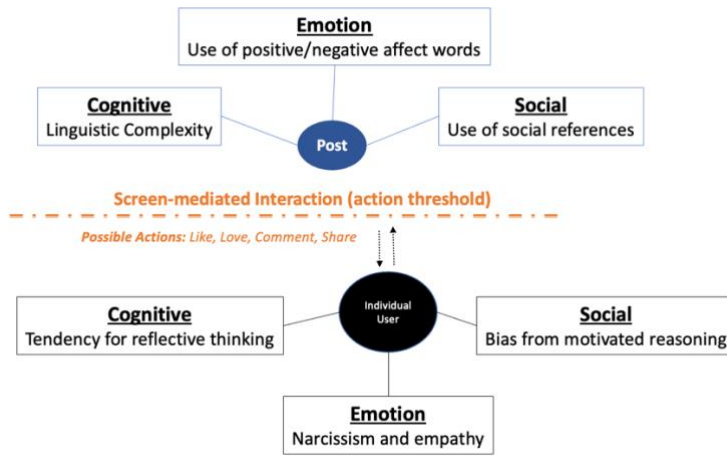 Emotion
Use of positive/negative affect words
Cognitive
Linguistic Complexity
Social
Use of social references
Post
Screen-mediated Interaction (action threshold)
Possible Actions: Like, Love, Comment, Share
Individual
User
Cognitive
Tendency for reflective thinking
Social
Bias from motivated reasoning
Emotion
Narcissism and empathy